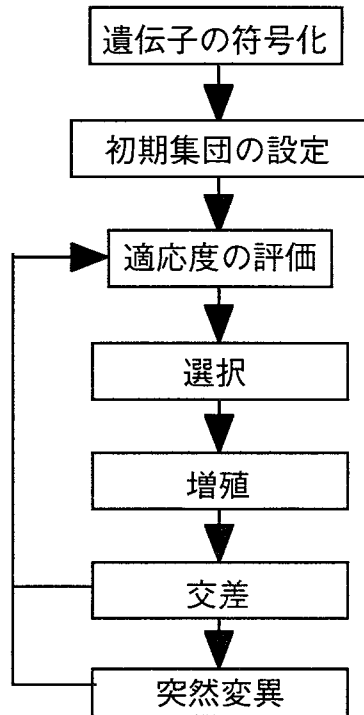 遺伝子の符号化
初期集団の設定
適応度の評価
選択
増殖
交差
突然変異